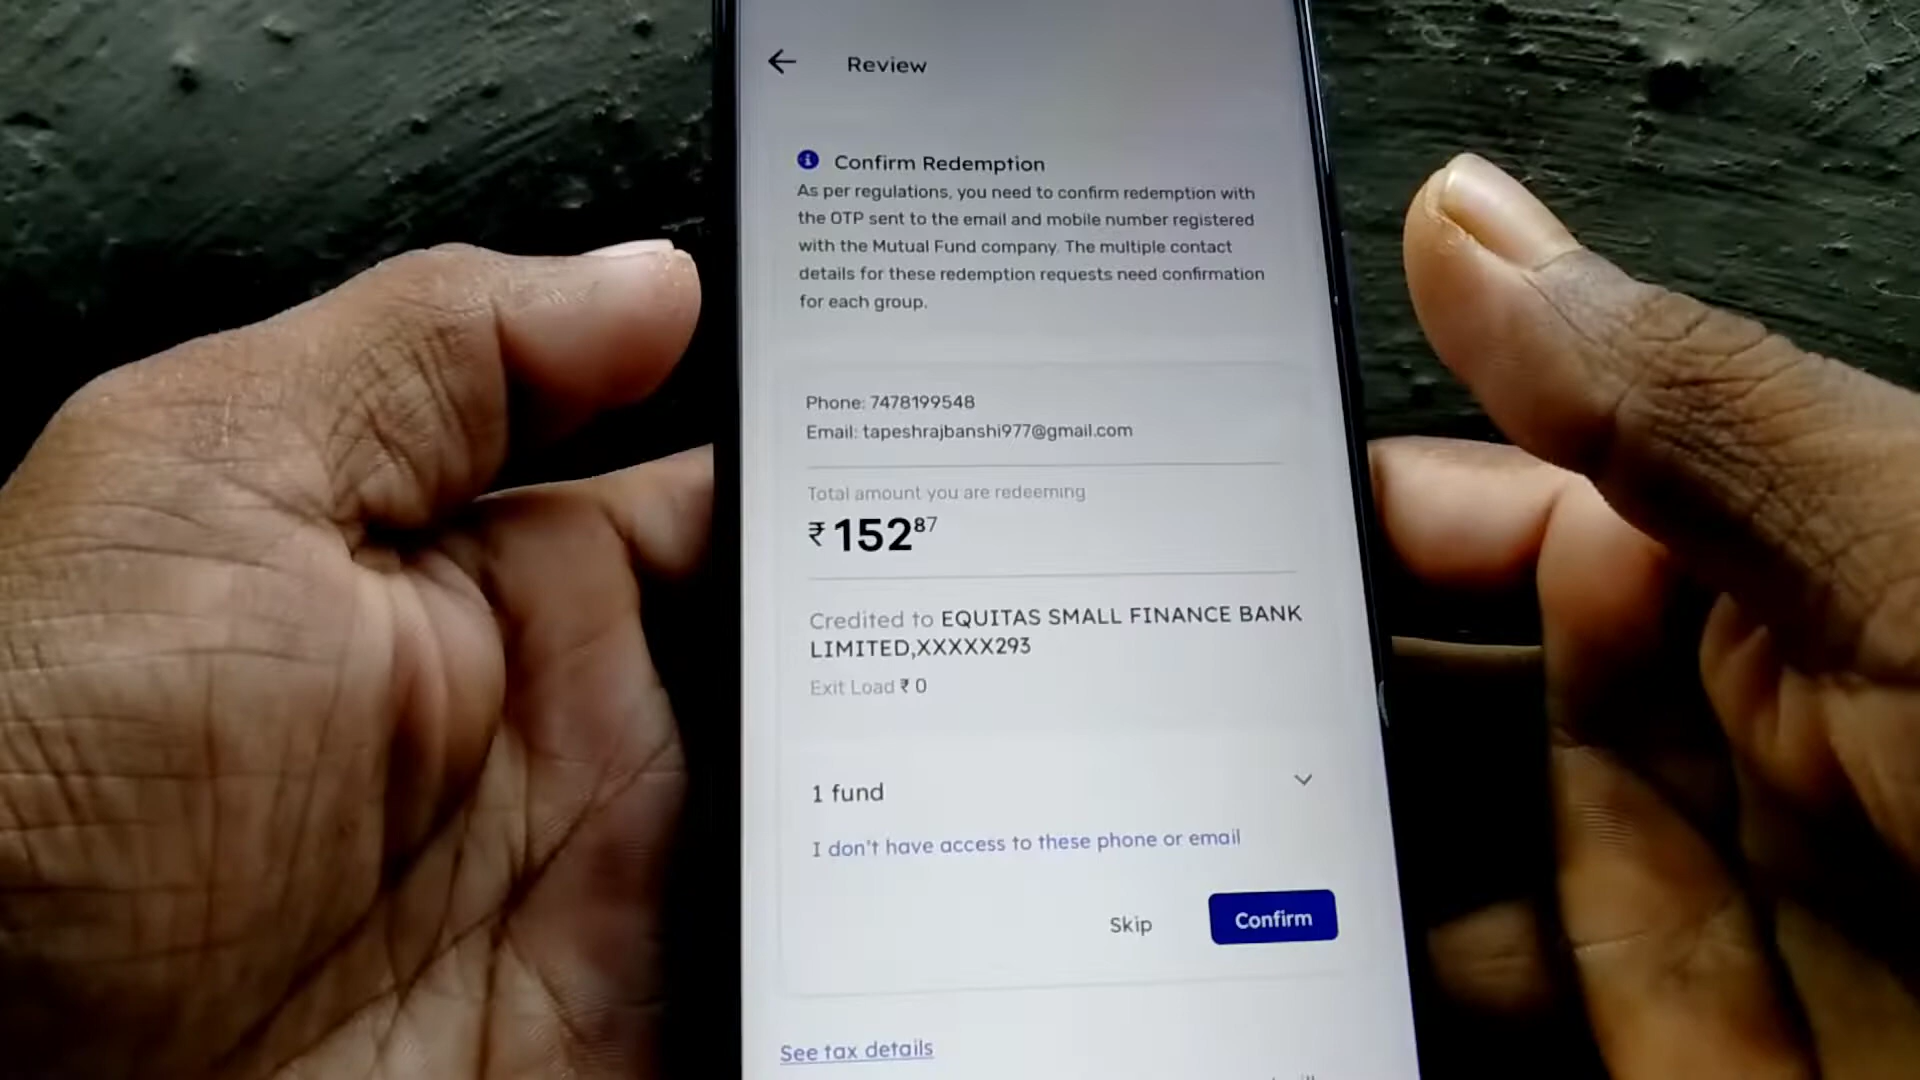 Review
Confirm Redemption
As per regulations, you need to confirm redemption with
the OTP sent to the email and mobile number registered
with the Mutual Fund company. The multiple contact
details for these redemption requests need confirmation
for each group.
Phone: 7478199548
Email: tapeshrajbanshi977@gmail.com
Total amount you are redeeming
₹152⁸⁷
Credited to EQUITAS SMALL FINANCE BANK
LIMITED,XXXXX293
Exit Load ₹ 0
1 fund
I don't have access to these phone or email
Skip
Confirm
See tax details